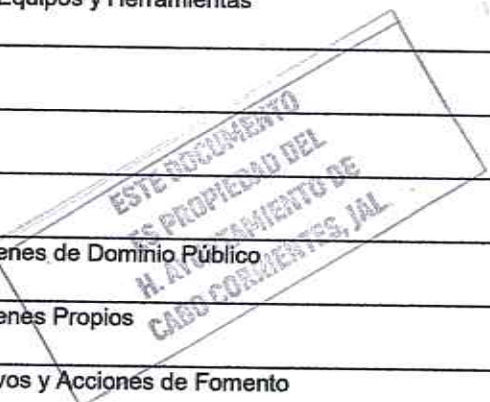 Equipos y Herramientas
ESTE DOCUMENTO
ES PROPIEDAD DEL
H. AYUNTAMIENTO DE
CABO CORRIENTES, JAL.
enes de Dominio Público
enes Propios
vos y Acciones de Fomento